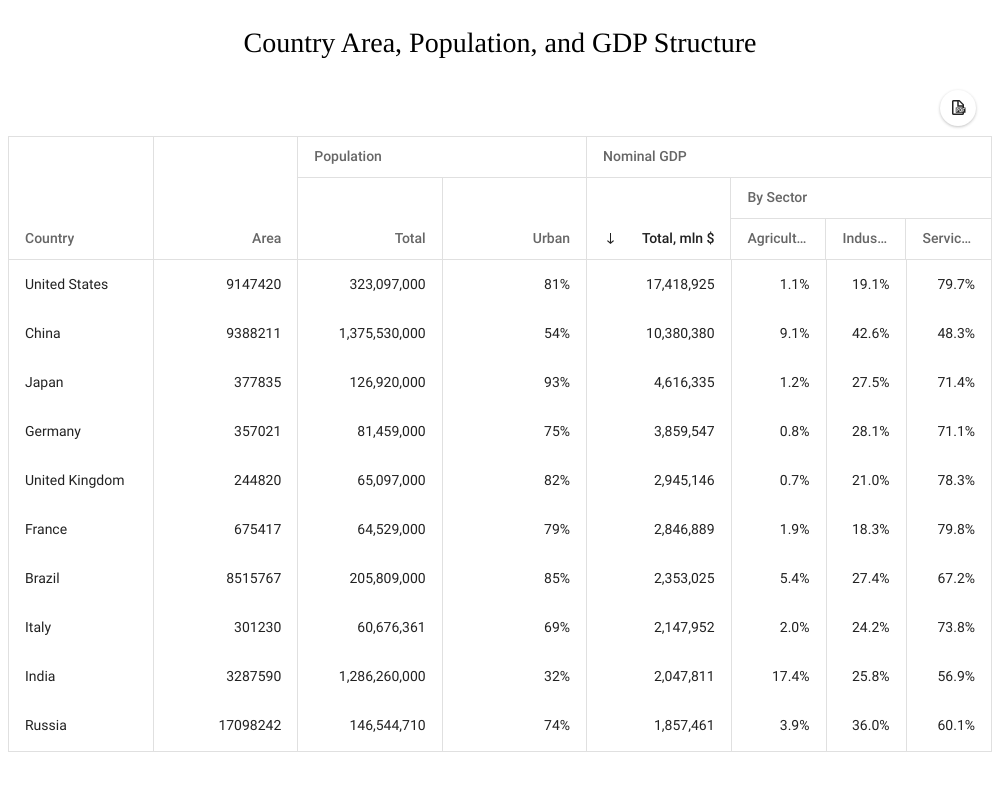 Country Area, Population, and GDP Structure
Population Nominal GDP
By Sector
Country Area Total Urban ↓ Total, mln $ Agricult... Indus... Servic...
United States 9147420 323,097,000 81% 17,418,925 1.1% 19.1% 79.7%
China 9388211 1,375,530,000 54% 10,380,380 9.1% 42.6% 48.3%
Japan 377835 126,920,000 93% 4,616,335 1.2% 27.5% 71.4%
Germany 357021 81,459,000 75% 3,859,547 0.8% 28.1% 71.1%
United Kingdom 244820 65,097,000 82% 2,945,146 0.7% 21.0% 78.3%
France 675417 64,529,000 79% 2,846,889 1.9% 18.3% 79.8%
Brazil 8515767 205,809,000 85% 2,353,025 5.4% 27.4% 67.2%
Italy 301230 60,676,361 69% 2,147,952 2.0% 24.2% 73.8%
India 3287590 1,286,260,000 32% 2,047,811 17.4% 25.8% 56.9%
Russia 17098242 146,544,710 74% 1,857,461 3.9% 36.0% 60.1%